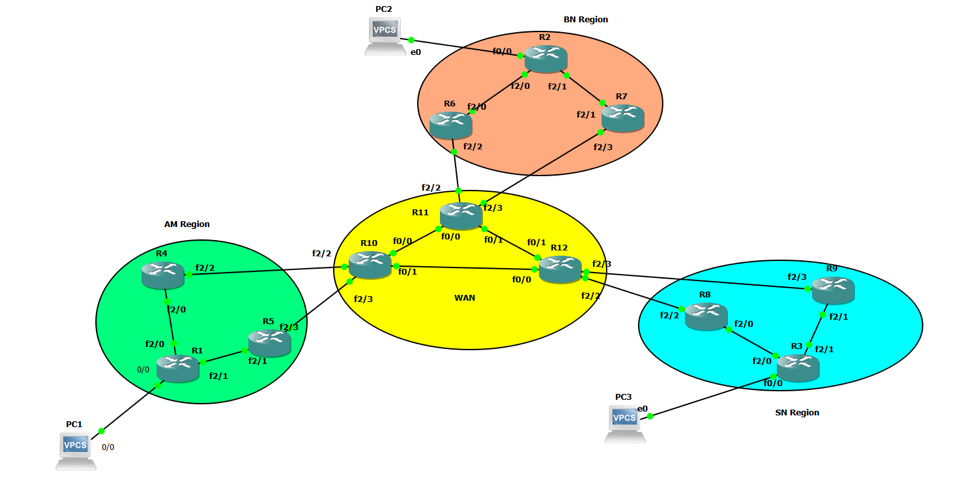 PC2
VPCS
e0
BN Region
R2
f0/0
f2/0
f2/1
R6
f2/0
f2/2
R7
f2/1
f2/3
f2/2
f2/3
R11
f0/0
f0/1
R10
f0/0
f0/1
f2/2
f2/3
R12
f0/1
f0/0
f2/3
f2/2
WAN
AM Region
R4
f2/2
f2/0
R5
f2/3
f2/1
f2/0
R1
0/0
f2/1
PC1
VPCS
0/0
R9
f2/3
f2/1
R8
f2/2
f2/0
f2/0
R3
f2/1
f0/0
PC3
VPCS
e0
SN Region